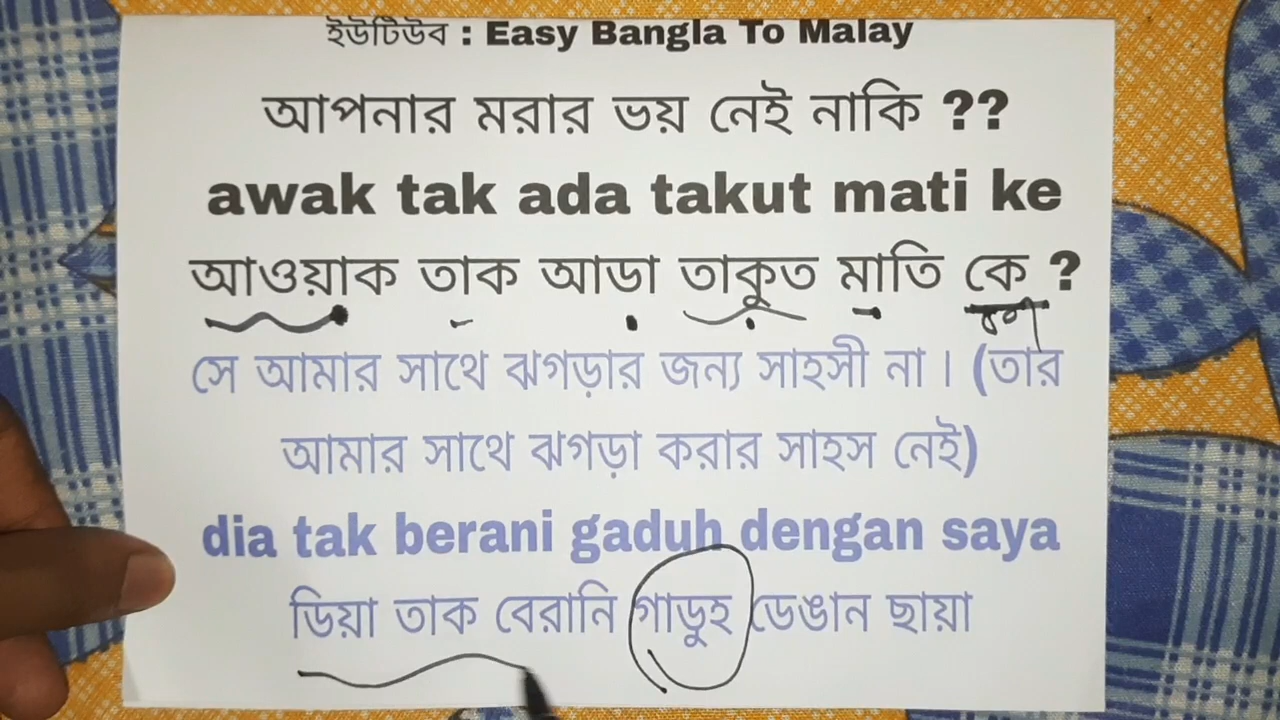 ইউটিউব : Easy Bangla To Malay
আপনার মরার ভয় নেই নাকি ??
awak tak ada takut mati ke
আওয়াক তাক আডা তাকুত মাতি কে ?
সে আমার সাথে ঝগড়ার জন্য সাহসী না । (তার
আমার সাথে ঝগড়া করার সাহস নেই)
dia tak berani gaduh dengan saya
ডিয়া তাক বেরানি গাডুহ ডেঙান ছায়া